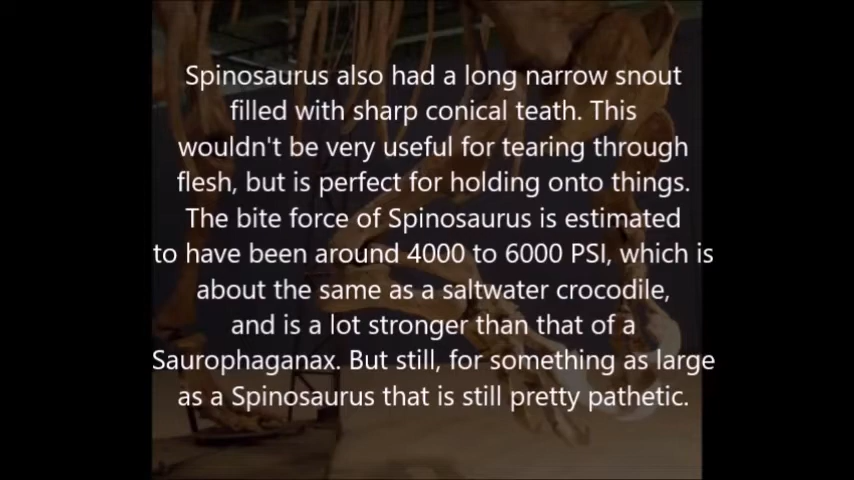 Spinosaurus also had a long narrow snout
filled with sharp conical teath. This
wouldn't be very useful for tearing through
flesh, but is perfect for holding onto things.
The bite force of Spinosaurus is estimated
to have been around 4000 to 6000 PSI, which is
about the same as a saltwater crocodile,
and is a lot stronger than that of a
Saurophaganax. But still, for something as large
as a Spinosaurus that is still pretty pathetic.